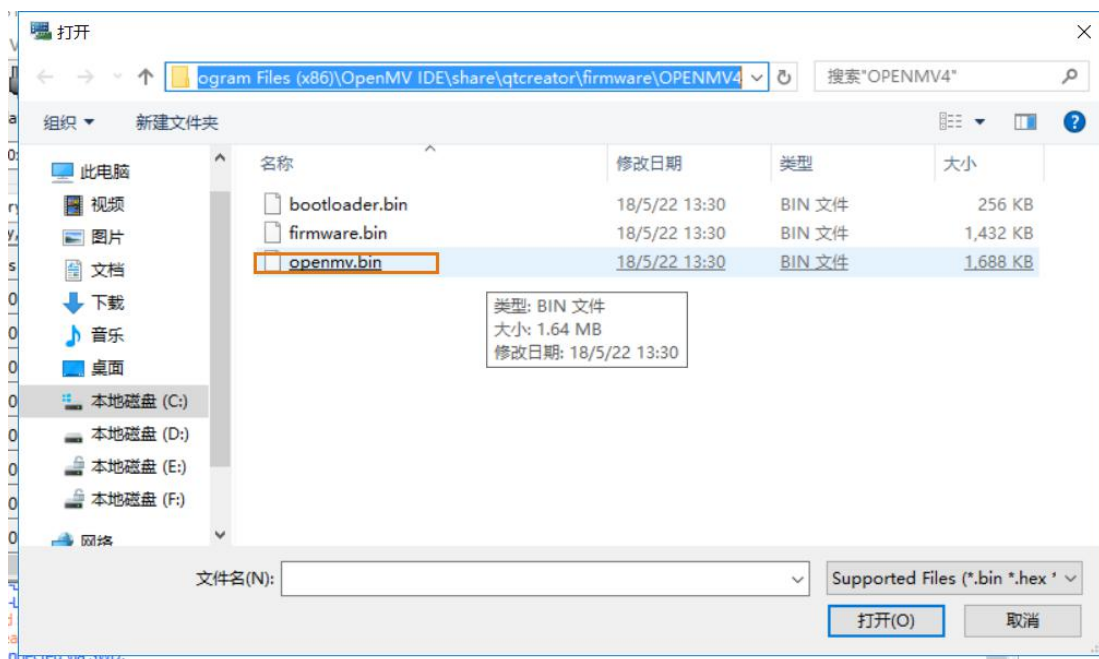 打开
ogram Files (x86)\OpenMV IDE\share\qtcreator\firmware\OPENMV4
搜索"OPENMV4"
组织
新建文件夹
名称 修改日期 类型 大小
此电脑
视频
图片
文档
下载
音乐
桌面
本地磁盘 (C:)
本地磁盘 (D:)
本地磁盘 (E:)
本地磁盘 (F:)
网络
bootloader.bin 18/5/22 13:30 BIN 文件 256 KB
firmware.bin 18/5/22 13:30 BIN 文件 1,432 KB
openmv.bin 18/5/22 13:30 BIN 文件 1,688 KB
类型: BIN 文件
大小: 1.64 MB
修改日期: 18/5/22 13:30
文件名(N):
Supported Files (*.bin *.hex *
打开(O)
取消